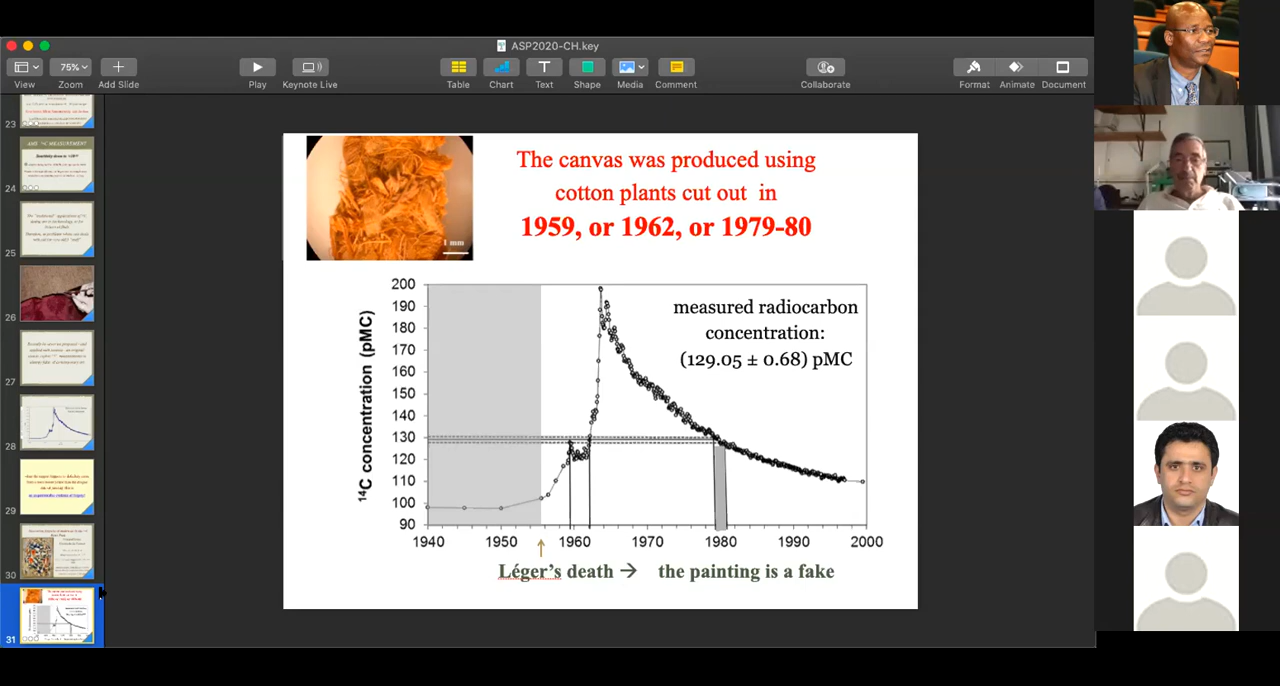 ASP2020-CH.key
75%
View
Zoom
Add Slide
Play
Keynote Live
Table
Chart
Text
Shape
Media
Comment
Collaborate
Format
Animate
Document
23
24
25
26
27
28
29
30
31
The canvas was produced using
cotton plants cut out in
1959, or 1962, or 1979-80
1 mm
measured radiocarbon
concentration:
(129.05 ± 0.68) pMC
14C concentration (pMC)
200
190
180
170
160
150
140
130
120
110
100
90
1940 1950 1960 1970 1980 1990 2000
Léger's death → the painting is a fake